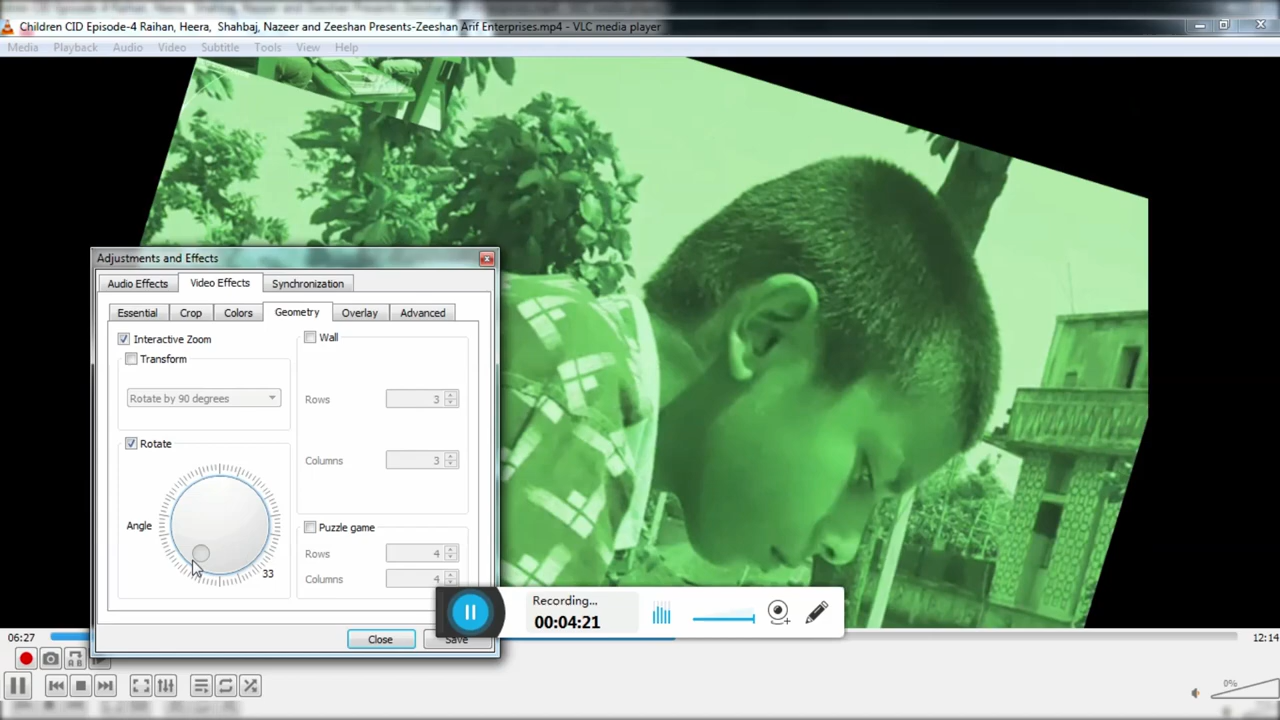 Children CID Episode-4 Raihan, Heera, Shahbaj, Nazeer and Zeeshan Presents-Zeeshan Arif Enterprises.mp4 - VLC media player
Media Playback Audio Video Subtitle Tools View Help
Adjustments and Effects
Audio Effects Video Effects Synchronization
Essential Crop Colors Geometry Overlay Advanced
Interactive Zoom
Wall
Transform
Rotate by 90 degrees
Rows 3
Rotate
Columns 3
Angle
33
Puzzle game
Rows 4
Columns 4
Recording...
00:04:21
Close Save
06:27
12:14
0%